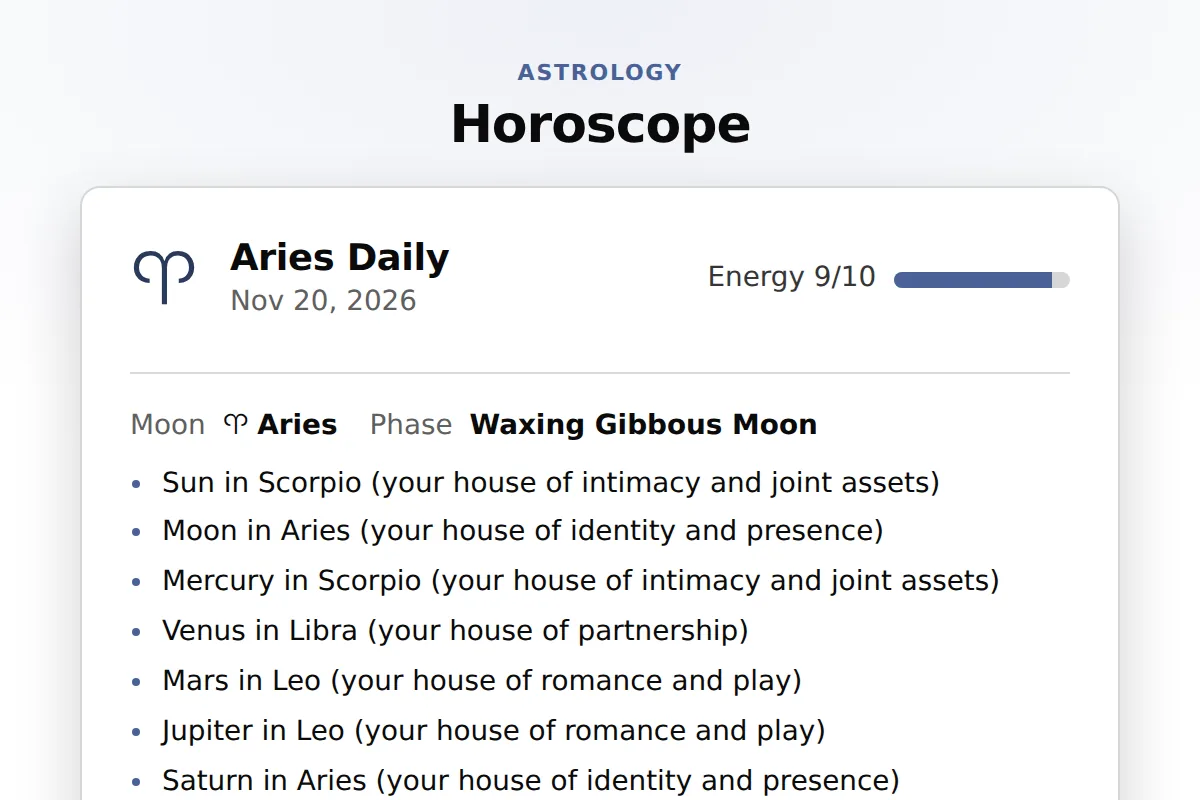 ASTROLOGY
Horoscope
♈ Aries Daily
Nov 20, 2026
Energy 9/10
Moon ♈ Aries Phase Waxing Gibbous Moon
• Sun in Scorpio (your house of intimacy and joint assets)
• Moon in Aries (your house of identity and presence)
• Mercury in Scorpio (your house of intimacy and joint assets)
• Venus in Libra (your house of partnership)
• Mars in Leo (your house of romance and play)
• Jupiter in Leo (your house of romance and play)
• Saturn in Aries (your house of identity and presence)